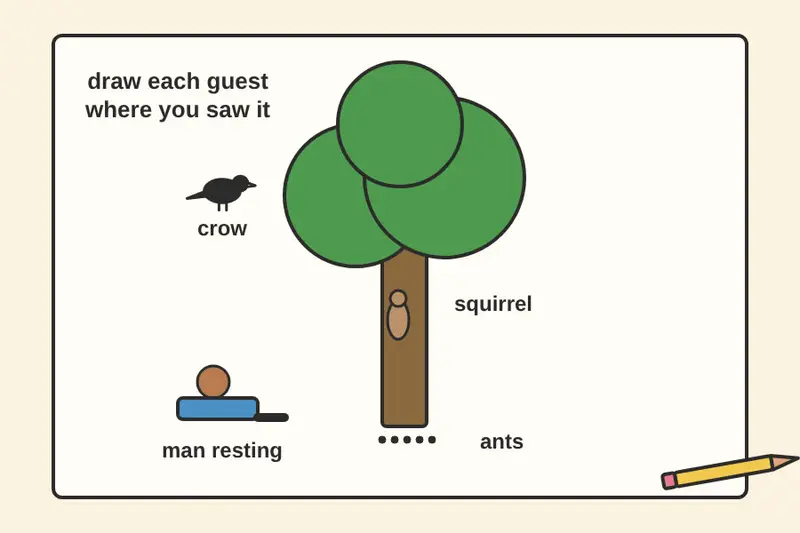 draw each guest
where you saw it
crow
squirrel
man resting
ants